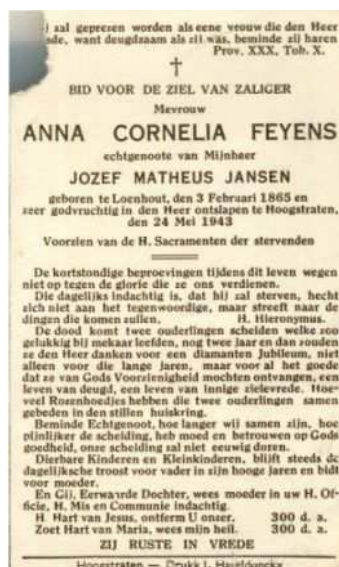 zal geprezen worden als eene vrouw die den Heer
want deugdzaam als zij was, beminde zij haren
Prov. XXX, Tob. X.
†
BID VOOR DE ZIEL VAN ZALIGER
Mevrouw
ANNA CORNELIA FEYENS
echtgenoote van Mijnheer
JOZEF MATHEUS JANSEN
geboren te Loenhout, den 3 Februari 1865 en
zeer godvruchtig in den Heer ontslapen te Hoogstraten,
den 24 Mei 1943
Voorzien van de H. Sacramenten der stervenden
De kortstondige beproevingen tijdens dit leven wegen
niet op tegen de glorie die ze ons verdienen.
Die dagelijks indachtig is, dat hij zal sterven, hecht
zich niet aan het tegenwoordige, maar streeft naar de
dingen die komen zullen. H. Hieronymus.
De dood komt twee ouderlingen scheiden welke zoo
gelukkig bij mekaar leefden, nog twee jaar en dan zouden
ze den Heer danken voor een diamanten Jubileum, niet
alleen voor die lange jaren, maar voor al het goede
dat ze van Gods Voorzienigheid mochten ontvangen, een
leven van deugd, een leven van innige zielevrede. Hoe-
veel Rozenhoedjes hebben die twee ouderlingen samen
gebeden in den stillen huiskring.
Beminde Echtgenoot, hoe langer wij samen zijn, hoe
pijnlijker de scheiding, heb moed en betrouwen op Gods
goedheid, onze scheiding zal niet eeuwig doren.
Dierbare Kinderen en Kleinkinderen, blijft steeds de
dagelijksche troost voor vader in zijn hooge jaren en bidt
voor moeder.
En Gij, Eerwaarde Dochter, wees moeder in uw H. Of-
ficie, H. Mis en Communie indachtig.
H. Hart van Jesus, ontferm U onser. 300 d. a.
Zoet Hart van Maria, wees mijn heil. 300 d. a.
ZIJ RUSTE IN VREDE
Hoogstraten — Drukk. L. Haseldonckx